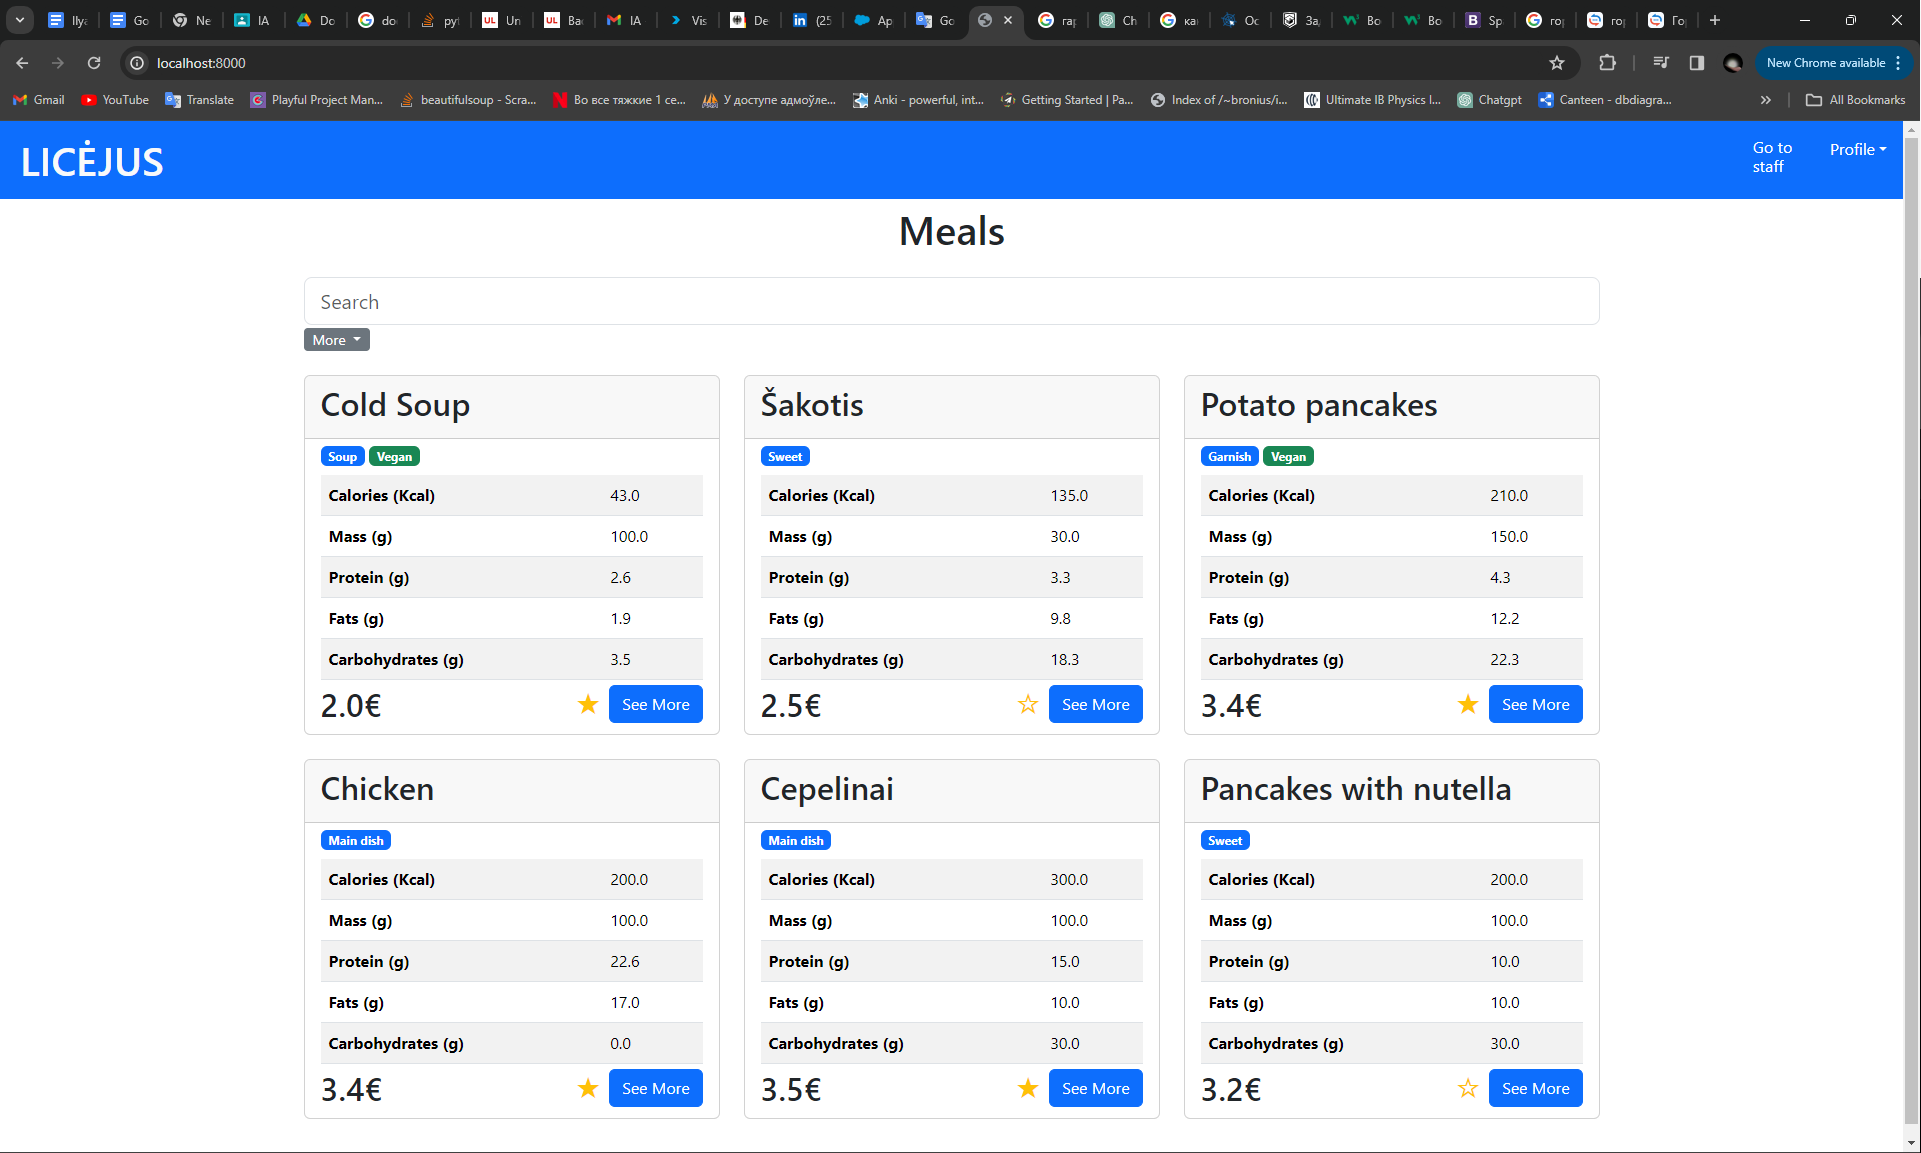 Ilya Go Ne IA Do do pyt Un Ba IA Vis De (25 Ap Go гар Ch ка Oc За Bo Bo Sp гор гор Го
localhost:8000
New Chrome available
Gmail YouTube Translate Playful Project Man... beautifulsoup - Scra... Во все тяжкие 1 се... У доступе адмоўле... Anki - powerful, int... Getting Started | Pa... Index of /~bronius/i... Ultimate IB Physics I... Chatgpt Canteen - dbdiagra... » All Bookmarks
LICĖJUS
Go to
staff
Profile
Meals
Search
More
Cold Soup
Soup Vegan
Calories (Kcal) 43.0
Mass (g) 100.0
Protein (g) 2.6
Fats (g) 1.9
Carbohydrates (g) 3.5
2.0€ ★ See More
Šakotis
Sweet
Calories (Kcal) 135.0
Mass (g) 30.0
Protein (g) 3.3
Fats (g) 9.8
Carbohydrates (g) 18.3
2.5€ ☆ See More
Potato pancakes
Garnish Vegan
Calories (Kcal) 210.0
Mass (g) 150.0
Protein (g) 4.3
Fats (g) 12.2
Carbohydrates (g) 22.3
3.4€ ★ See More
Chicken
Main dish
Calories (Kcal) 200.0
Mass (g) 100.0
Protein (g) 22.6
Fats (g) 17.0
Carbohydrates (g) 0.0
3.4€ ★ See More
Cepelinai
Main dish
Calories (Kcal) 300.0
Mass (g) 100.0
Protein (g) 15.0
Fats (g) 10.0
Carbohydrates (g) 30.0
3.5€ ★ See More
Pancakes with nutella
Sweet
Calories (Kcal) 200.0
Mass (g) 100.0
Protein (g) 10.0
Fats (g) 10.0
Carbohydrates (g) 30.0
3.2€ ☆ See More